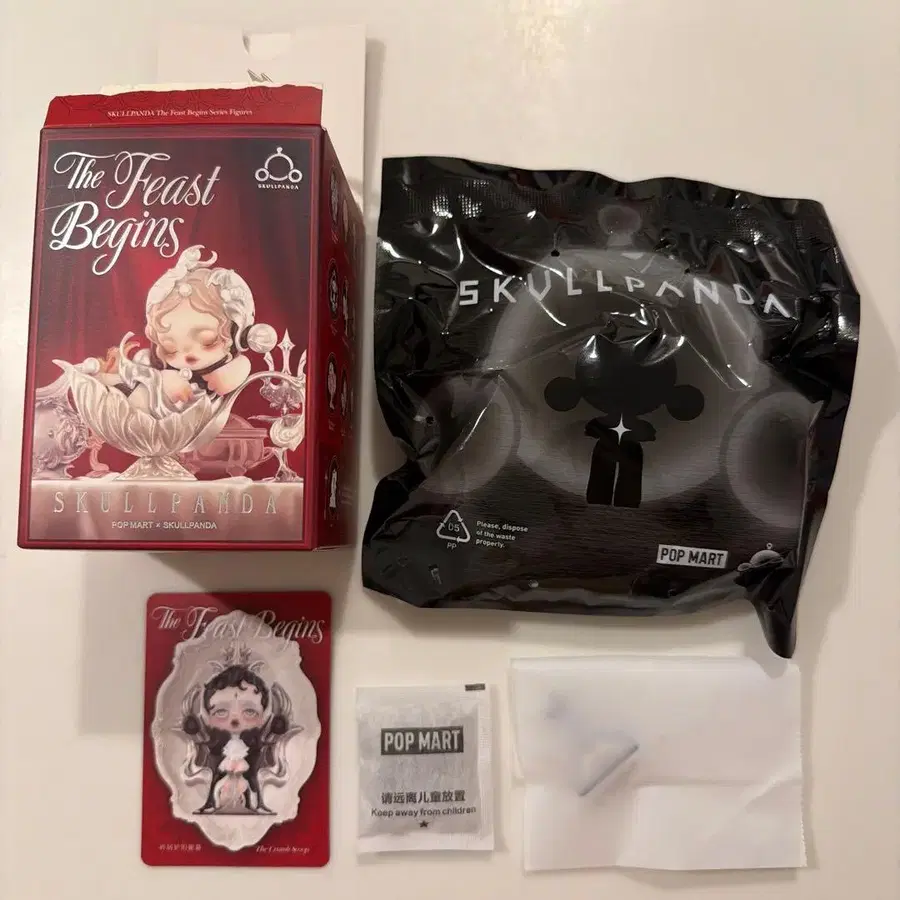 SKULLPANDA The Feast Begins Series Figures
The Feast
Begins
SKULLPANDA
SKULLPANDA
POP MART × SKULLPANDA
SKULLPANDA
05
PP
Please, dispose
of the waste
properly.
POP MART
The Feast Begins
POP MART
请远离儿童放置
Keep away from children